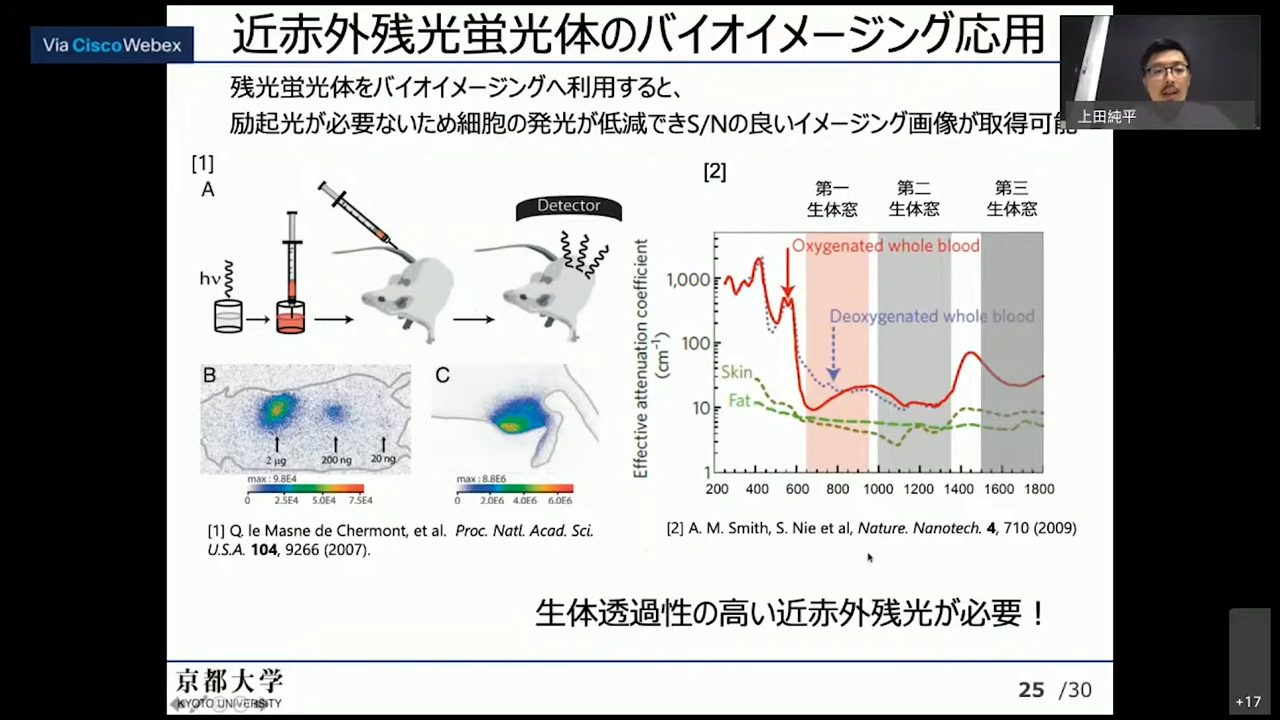 Via Cisco Webex
近赤外残光蛍光体のバイオイメージング応用
上田純平
残光蛍光体をバイオイメージングへ利用すると、
励起光が必要ないため細胞の発光が低減できS/Nの良いイメージング画像が取得可能
[1]
A
hν
Detector
B
2 µg
200 ng
20 ng
max : 9.8E4
0 2.5E4 5.0E4 7.5E4
C
max : 8.8E6
0 2.0E6 4.0E6 6.0E6
[1] Q. le Masne de Chermont, et al. Proc. Natl. Acad. Sci.
U.S.A. 104, 9266 (2007).
[2]
第一
生体窓
第二
生体窓
第三
生体窓
Effective attenuation coefficient
(cm⁻¹)
Oxygenated whole blood
Deoxygenated whole blood
Skin
Fat
1,000
100
10
1
200 400 600 800 1000 1200 1400 1600 1800
[2] A. M. Smith, S. Nie et al, Nature. Nanotech. 4, 710 (2009)
生体透過性の高い近赤外残光が必要！
京都大学
KYOTO UNIVERSITY
25 /30
+17